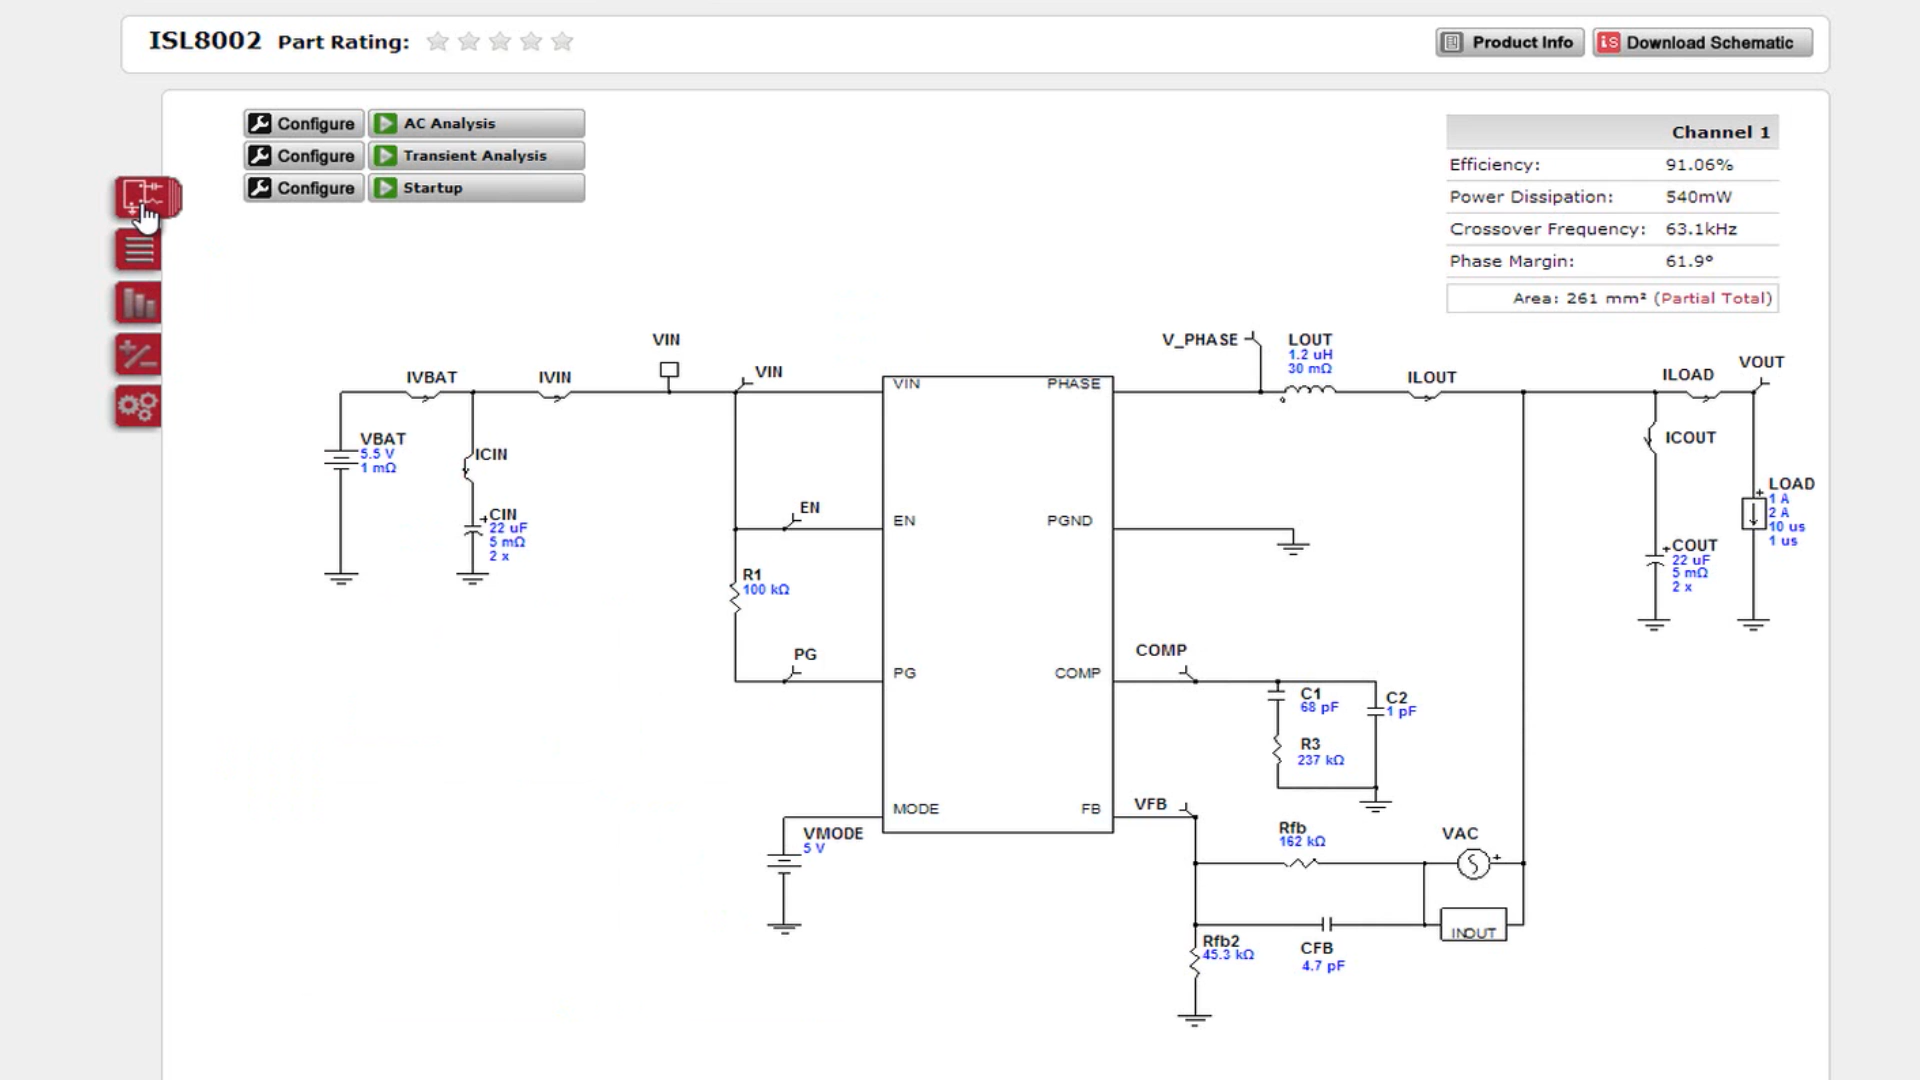 ISL8002 Part Rating:
Product Info
Download Schematic
Configure AC Analysis
Configure Transient Analysis
Configure Startup
Channel 1
Efficiency: 91.06%
Power Dissipation: 540mW
Crossover Frequency: 63.1kHz
Phase Margin: 61.9°
Area: 261 mm² (Partial Total)
VIN
V_PHASE
LOUT
1.2 uH
30 mΩ
IVBAT
IVIN
VIN
VIN
PHASE
ILOUT
ILOAD
VOUT
VBAT
5.5 V
1 mΩ
ICIN
ICOUT
CIN
22 uF
5 mΩ
2 x
EN
EN
PGND
LOAD
1 A
2 A
10 us
1 us
COUT
22 uF
5 mΩ
2 x
R1
100 kΩ
PG
PG
COMP
COMP
C1
68 pF
C2
1 pF
R3
237 kΩ
MODE
FB
VFB
VMODE
5 V
Rfb
162 kΩ
VAC
INOUT
Rfb2
45.3 kΩ
CFB
4.7 pF